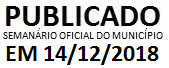 PUBLICADO
SEMANÁRIO OFICIAL DO MUNICÍPIO
EM 14/12/2018